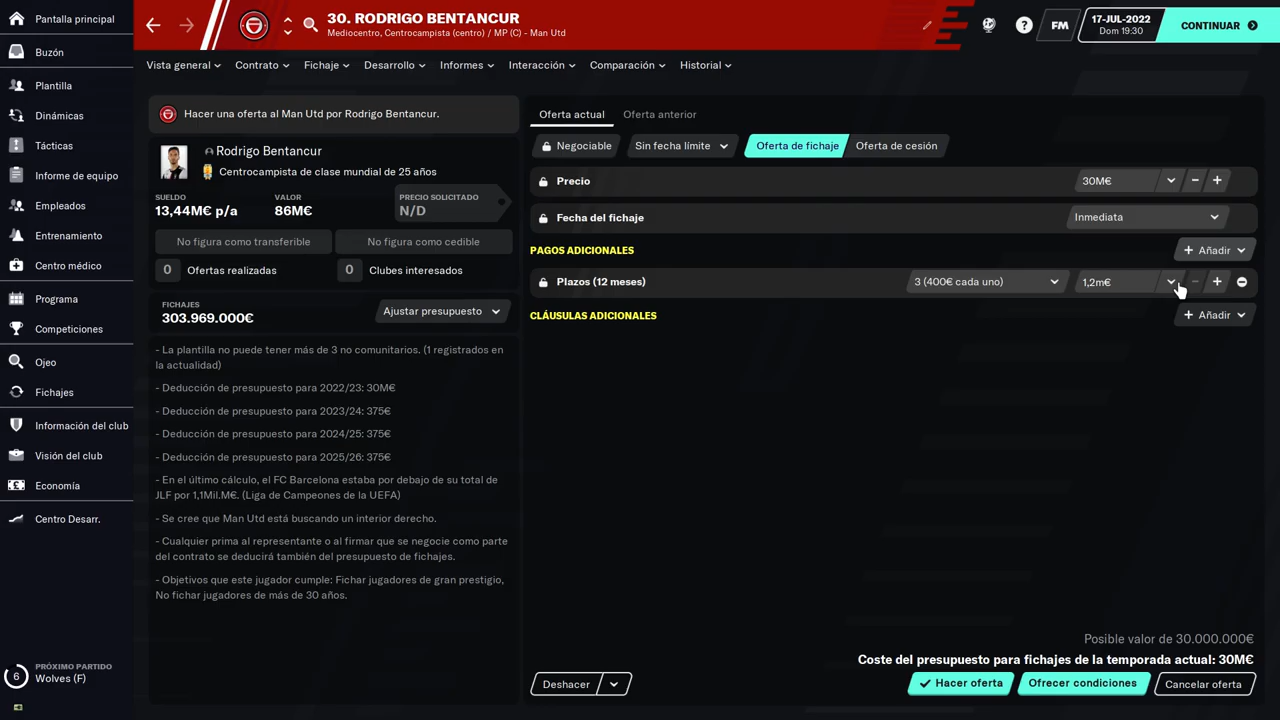 Pantalla principal
Buzón
Plantilla
Dinámicas
Tácticas
Informe de equipo
Empleados
Entrenamiento
Centro médico
Programa
Competiciones
Ojeo
Fichajes
Información del club
Visión del club
Economía
Centro Desarr.
6
PRÓXIMO PARTIDO
Wolves (F)
30. RODRIGO BENTANCUR
Mediocentro, Centrocampista (centro) / MP (C) - Man Utd
FM
17-JUL-2022
Dom 19:30
CONTINUAR
Vista general
Contrato
Fichaje
Desarrollo
Informes
Interacción
Comparación
Historial
Hacer una oferta al Man Utd por Rodrigo Bentancur.
Rodrigo Bentancur
Centrocampista de clase mundial de 25 años
SUELDO
13,44M€ p/a
VALOR
86M€
PRECIO SOLICITADO
N/D
No figura como transferible
No figura como cedible
0 Ofertas realizadas
0 Clubes interesados
FICHAJES
303.969.000€
Ajustar presupuesto
- La plantilla no puede tener más de 3 no comunitarios. (1 registrados en
la actualidad)
- Deducción de presupuesto para 2022/23: 30M€
- Deducción de presupuesto para 2023/24: 375€
- Deducción de presupuesto para 2024/25: 375€
- Deducción de presupuesto para 2025/26: 375€
- En el último cálculo, el FC Barcelona estaba por debajo de su total de
JLF por 1,1Mil.M€. (Liga de Campeones de la UEFA)
- Se cree que Man Utd está buscando un interior derecho.
- Cualquier prima al representante o al firmar que se negocie como parte
del contrato se deducirá también del presupuesto de fichajes.
- Objetivos que este jugador cumple: Fichar jugadores de gran prestigio,
No fichar jugadores de más de 30 años.
Oferta actual
Oferta anterior
Negociable
Sin fecha límite
Oferta de fichaje
Oferta de cesión
Precio
30M€
Fecha del fichaje
Inmediata
PAGOS ADICIONALES
+ Añadir
Plazos (12 meses)
3 (400€ cada uno)
1,2m€
CLÁUSULAS ADICIONALES
+ Añadir
Posible valor de 30.000.000€
Coste del presupuesto para fichajes de la temporada actual: 30M€
Deshacer
Hacer oferta
Ofrecer condiciones
Cancelar oferta